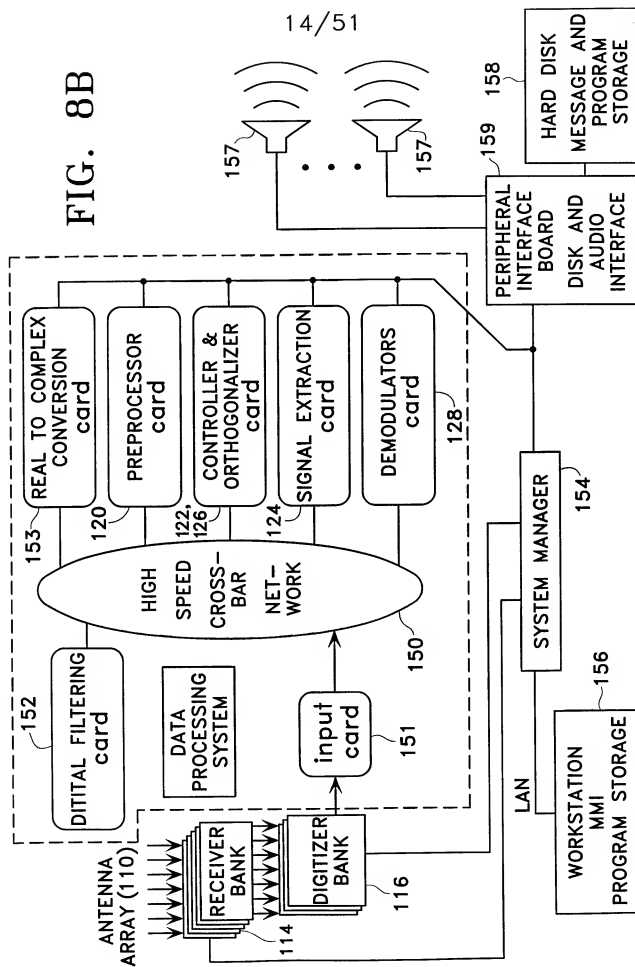 14/51
FIG. 8B
ANTENNA
ARRAY (110)
RECEIVER
BANK
114
DIGITIZER
BANK
116
DITITAL FILTERING
card
152
DATA
PROCESSING
SYSTEM
input
card
151
HIGH
SPEED
CROSS-
BAR
NET-
WORK
150
REAL TO COMPLEX
CONVERSION
card
153
PREPROCESSOR
card
120
CONTROLLER &
ORTHOGONALIZER
card
122,
126
SIGNAL EXTRACTION
card
124
DEMODULATORS
card
128
157
157
PERIPHERAL
INTERFACE
BOARD
DISK AND
AUDIO
INTERFACE
159
HARD DISK
MESSAGE AND
PROGRAM
STORAGE
158
SYSTEM MANAGER
154
LAN
WORKSTATION
MMI
PROGRAM STORAGE
156